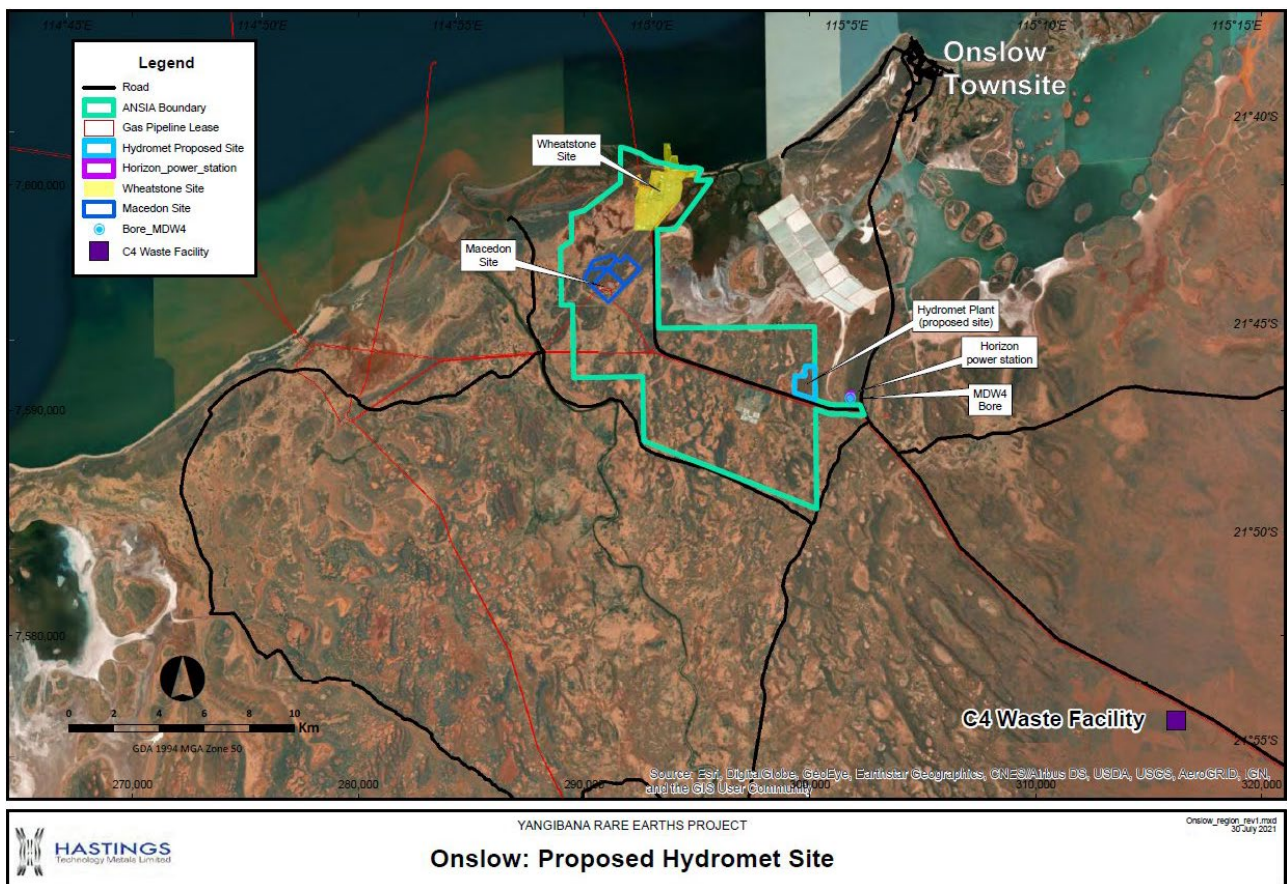 114°45'E
114°50'E
114°55'E
115°0'E
115°5'E
115°10'E
115°15'E
Legend
Road
ANSIA Boundary
Gas Pipeline Lease
Hydromet Proposed Site
Horizon_power_station
Wheatstone Site
Macedon Site
Bore_MDW4
C4 Waste Facility
Onslow
Townsite
21°40'S
Wheatstone
Site
7,600,000
Macedon
Site
Hydromet Plant
(proposed site)
21°45'S
Horizon
power station
MDW4
Bore
7,590,000
21°50'S
7,580,000
C4 Waste Facility
21°55'S
0 2 4 6 8 10
Km
GDA 1994 MGA Zone 50
Source: Esri, DigitalGlobe, GeoEye, Earthstar Geographics, CNES/Airbus DS, USDA, USGS, AeroGRID, IGN,
and the GIS User Community
270,000
280,000
290,000
300,000
310,000
320,000
HASTINGS
Technology Metals Limited
YANGIBANA RARE EARTHS PROJECT
Onslow: Proposed Hydromet Site
Onslow_region_rev1.mxd
30 July 2021